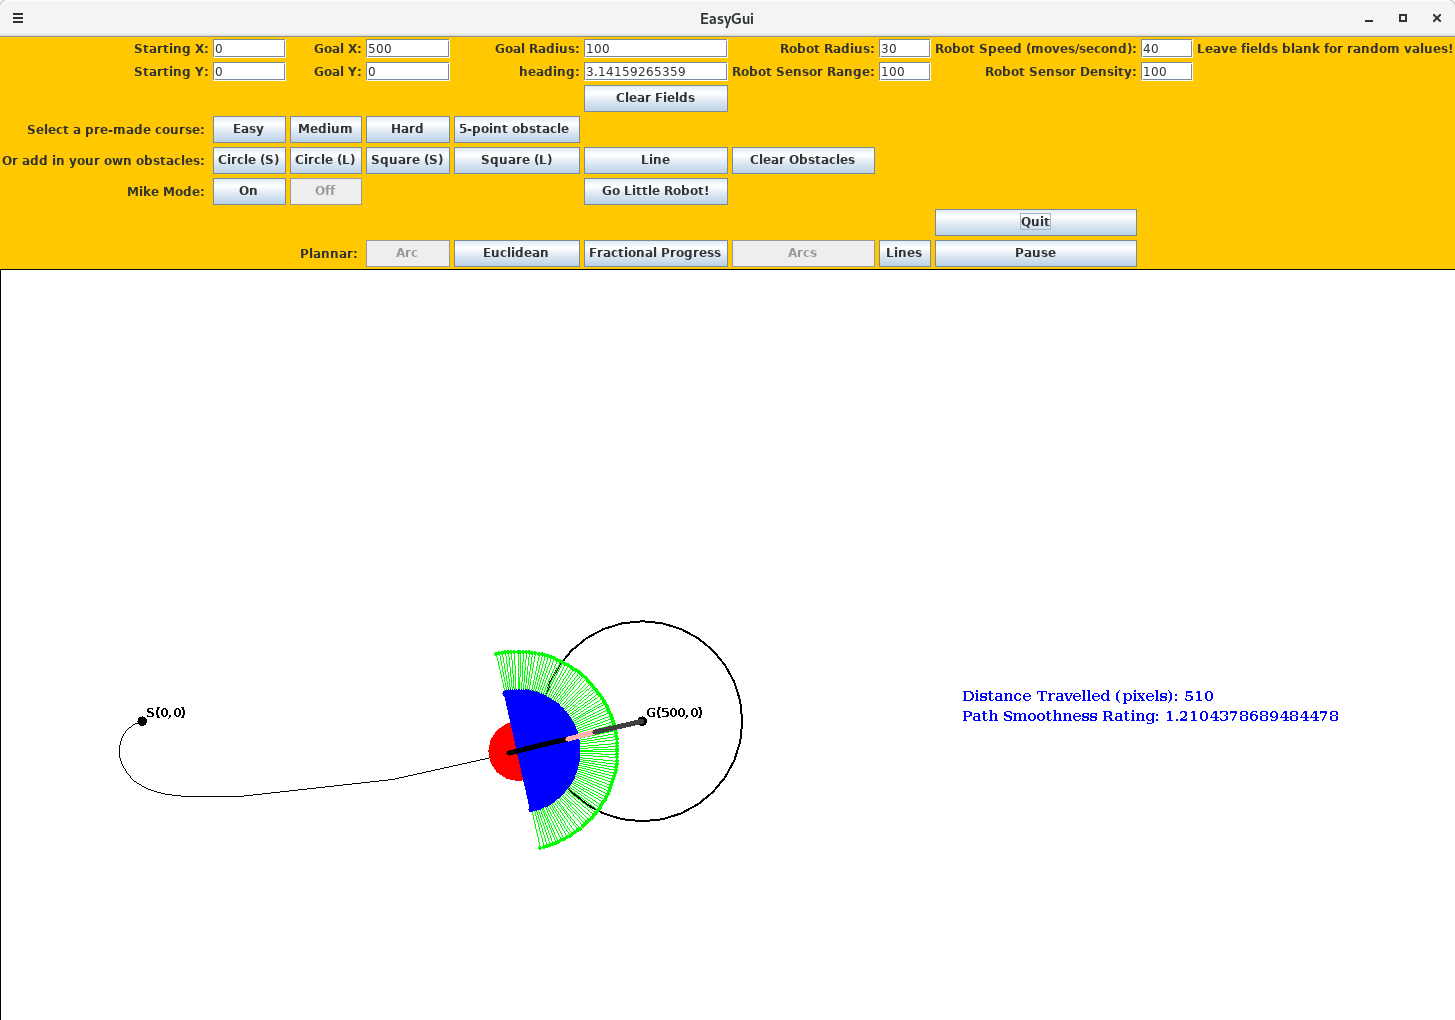 EasyGui
Starting X: 0 Goal X: 500 Goal Radius: 100 Robot Radius: 30 Robot Speed (moves/second): 40 Leave fields blank for random values!
Starting Y: 0 Goal Y: 0 heading: 3.14159265359 Robot Sensor Range: 100 Robot Sensor Density: 100
Clear Fields
Select a pre-made course: Easy Medium Hard 5-point obstacle
Or add in your own obstacles: Circle (S) Circle (L) Square (S) Square (L) Line Clear Obstacles
Mike Mode: On Off Go Little Robot!
Quit
Plannar: Arc Euclidean Fractional Progress Arcs Lines Pause
Distance Travelled (pixels): 510
S(0,0) G(500,0)
Path Smoothness Rating: 1.2104378689484478